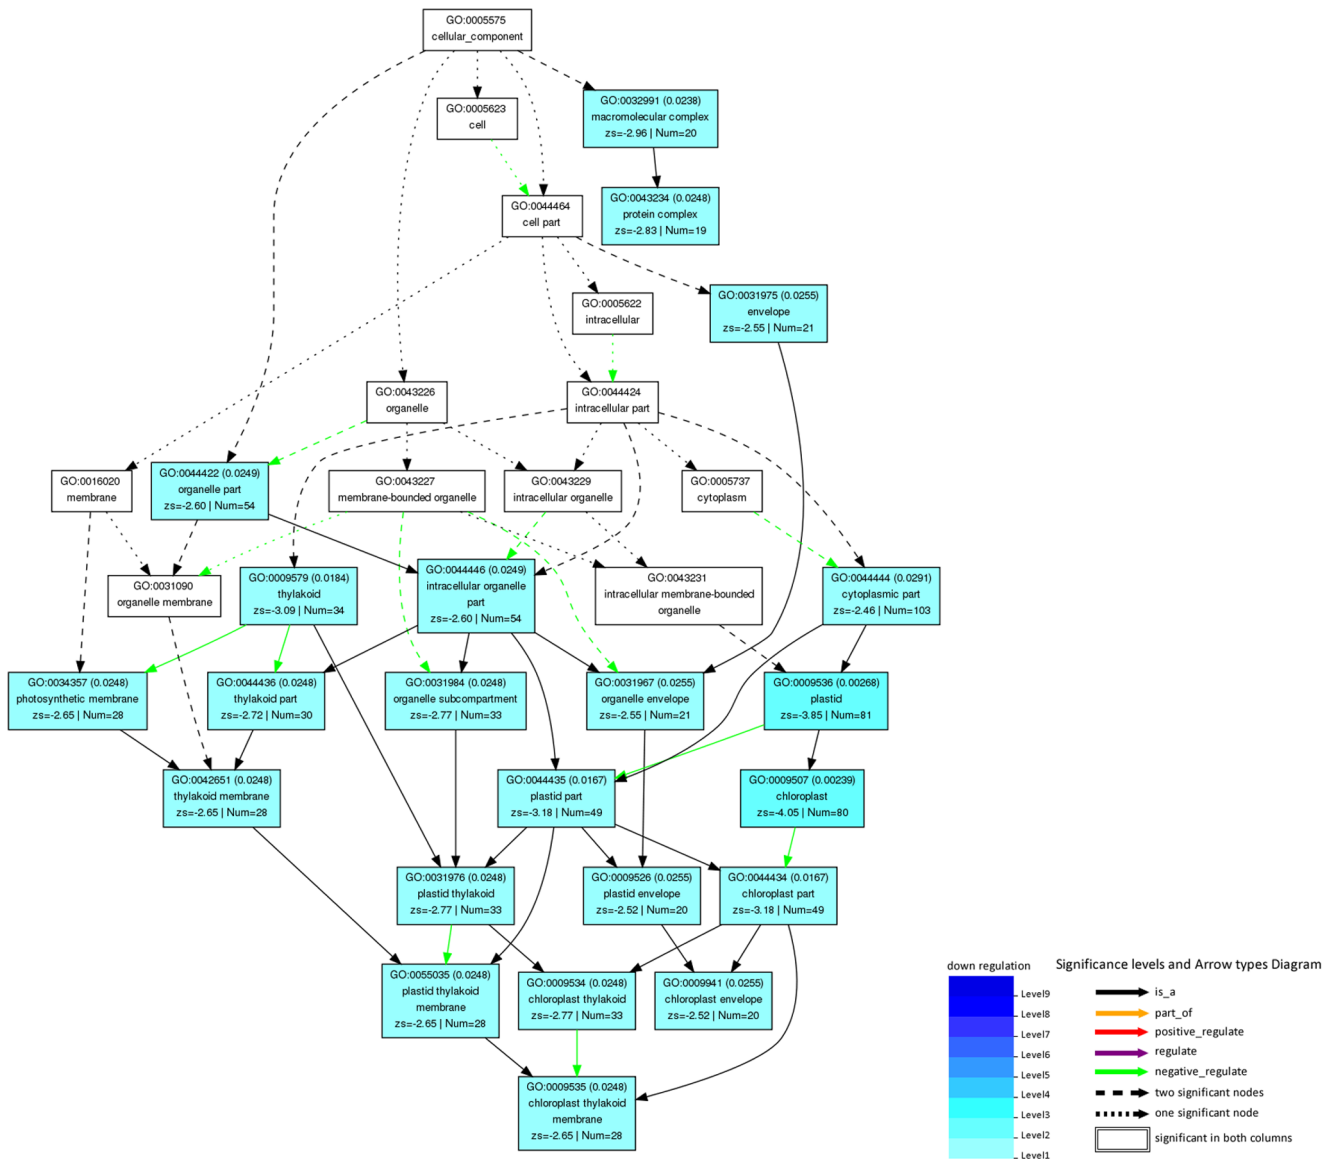 GO:0005575
cellular_component
GO:0005623
cell
GO:0032991 (0.0238)
macromolecular complex
zs=-2.96 | Num=20
GO:0044464
cell part
GO:0043234 (0.0248)
protein complex
zs=-2.83 | Num=19
GO:0005622
intracellular
GO:0031975 (0.0255)
envelope
zs=-2.55 | Num=21
GO:0043226
organelle
GO:0044424
intracellular part
GO:0016020
membrane
GO:0044422 (0.0249)
organelle part
zs=-2.60 | Num=54
GO:0043227
membrane-bounded organelle
GO:0043229
intracellular organelle
GO:0005737
cytoplasm
GO:0031090
organelle membrane
GO:0009579 (0.0184)
thylakoid
zs=-3.09 | Num=34
GO:0044446 (0.0249)
intracellular organelle
part
zs=-2.60 | Num=54
GO:0043231
intracellular membrane-bounded
organelle
GO:0044444 (0.0291)
cytoplasmic part
zs=-2.46 | Num=103
GO:0034357 (0.0248)
photosynthetic membrane
zs=-2.65 | Num=28
GO:0044436 (0.0248)
thylakoid part
zs=-2.72 | Num=30
GO:0031984 (0.0248)
organelle subcompartment
zs=-2.77 | Num=33
GO:0031967 (0.0255)
organelle envelope
zs=-2.55 | Num=21
GO:0009536 (0.00268)
plastid
zs=-3.85 | Num=81
GO:0042651 (0.0248)
thylakoid membrane
zs=-2.65 | Num=28
GO:0044435 (0.0167)
plastid part
zs=-3.18 | Num=49
GO:0009507 (0.00239)
chloroplast
zs=-4.05 | Num=80
GO:0031976 (0.0248)
plastid thylakoid
zs=-2.77 | Num=33
GO:0009526 (0.0255)
plastid envelope
zs=-2.52 | Num=20
GO:0044434 (0.0167)
chloroplast part
zs=-3.18 | Num=49
GO:0055035 (0.0248)
plastid thylakoid
membrane
zs=-2.65 | Num=28
GO:0009534 (0.0248)
chloroplast thylakoid
zs=-2.77 | Num=33
GO:0009941 (0.0255)
chloroplast envelope
zs=-2.52 | Num=20
GO:0009535 (0.0248)
chloroplast thylakoid
membrane
zs=-2.65 | Num=28
down regulation
Level9
Level8
Level7
Level6
Level5
Level4
Level3
Level2
Level1
Significance levels and Arrow types Diagram
is_a
part_of
positive_regulate
regulate
negative_regulate
two significant nodes
one significant node
significant in both columns